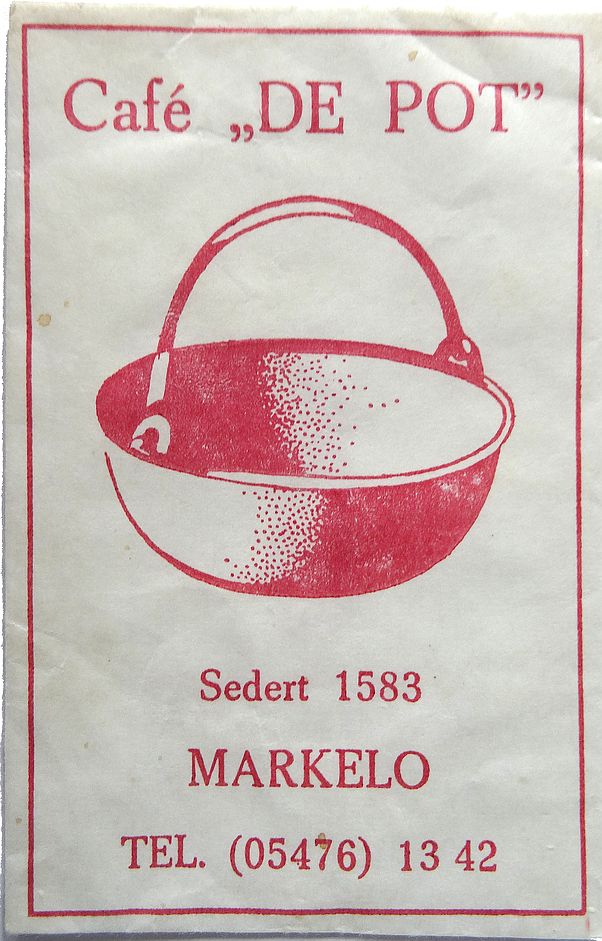 Café „DE POT”
Sedert 1583
MARKELO
TEL. (05476) 13 42